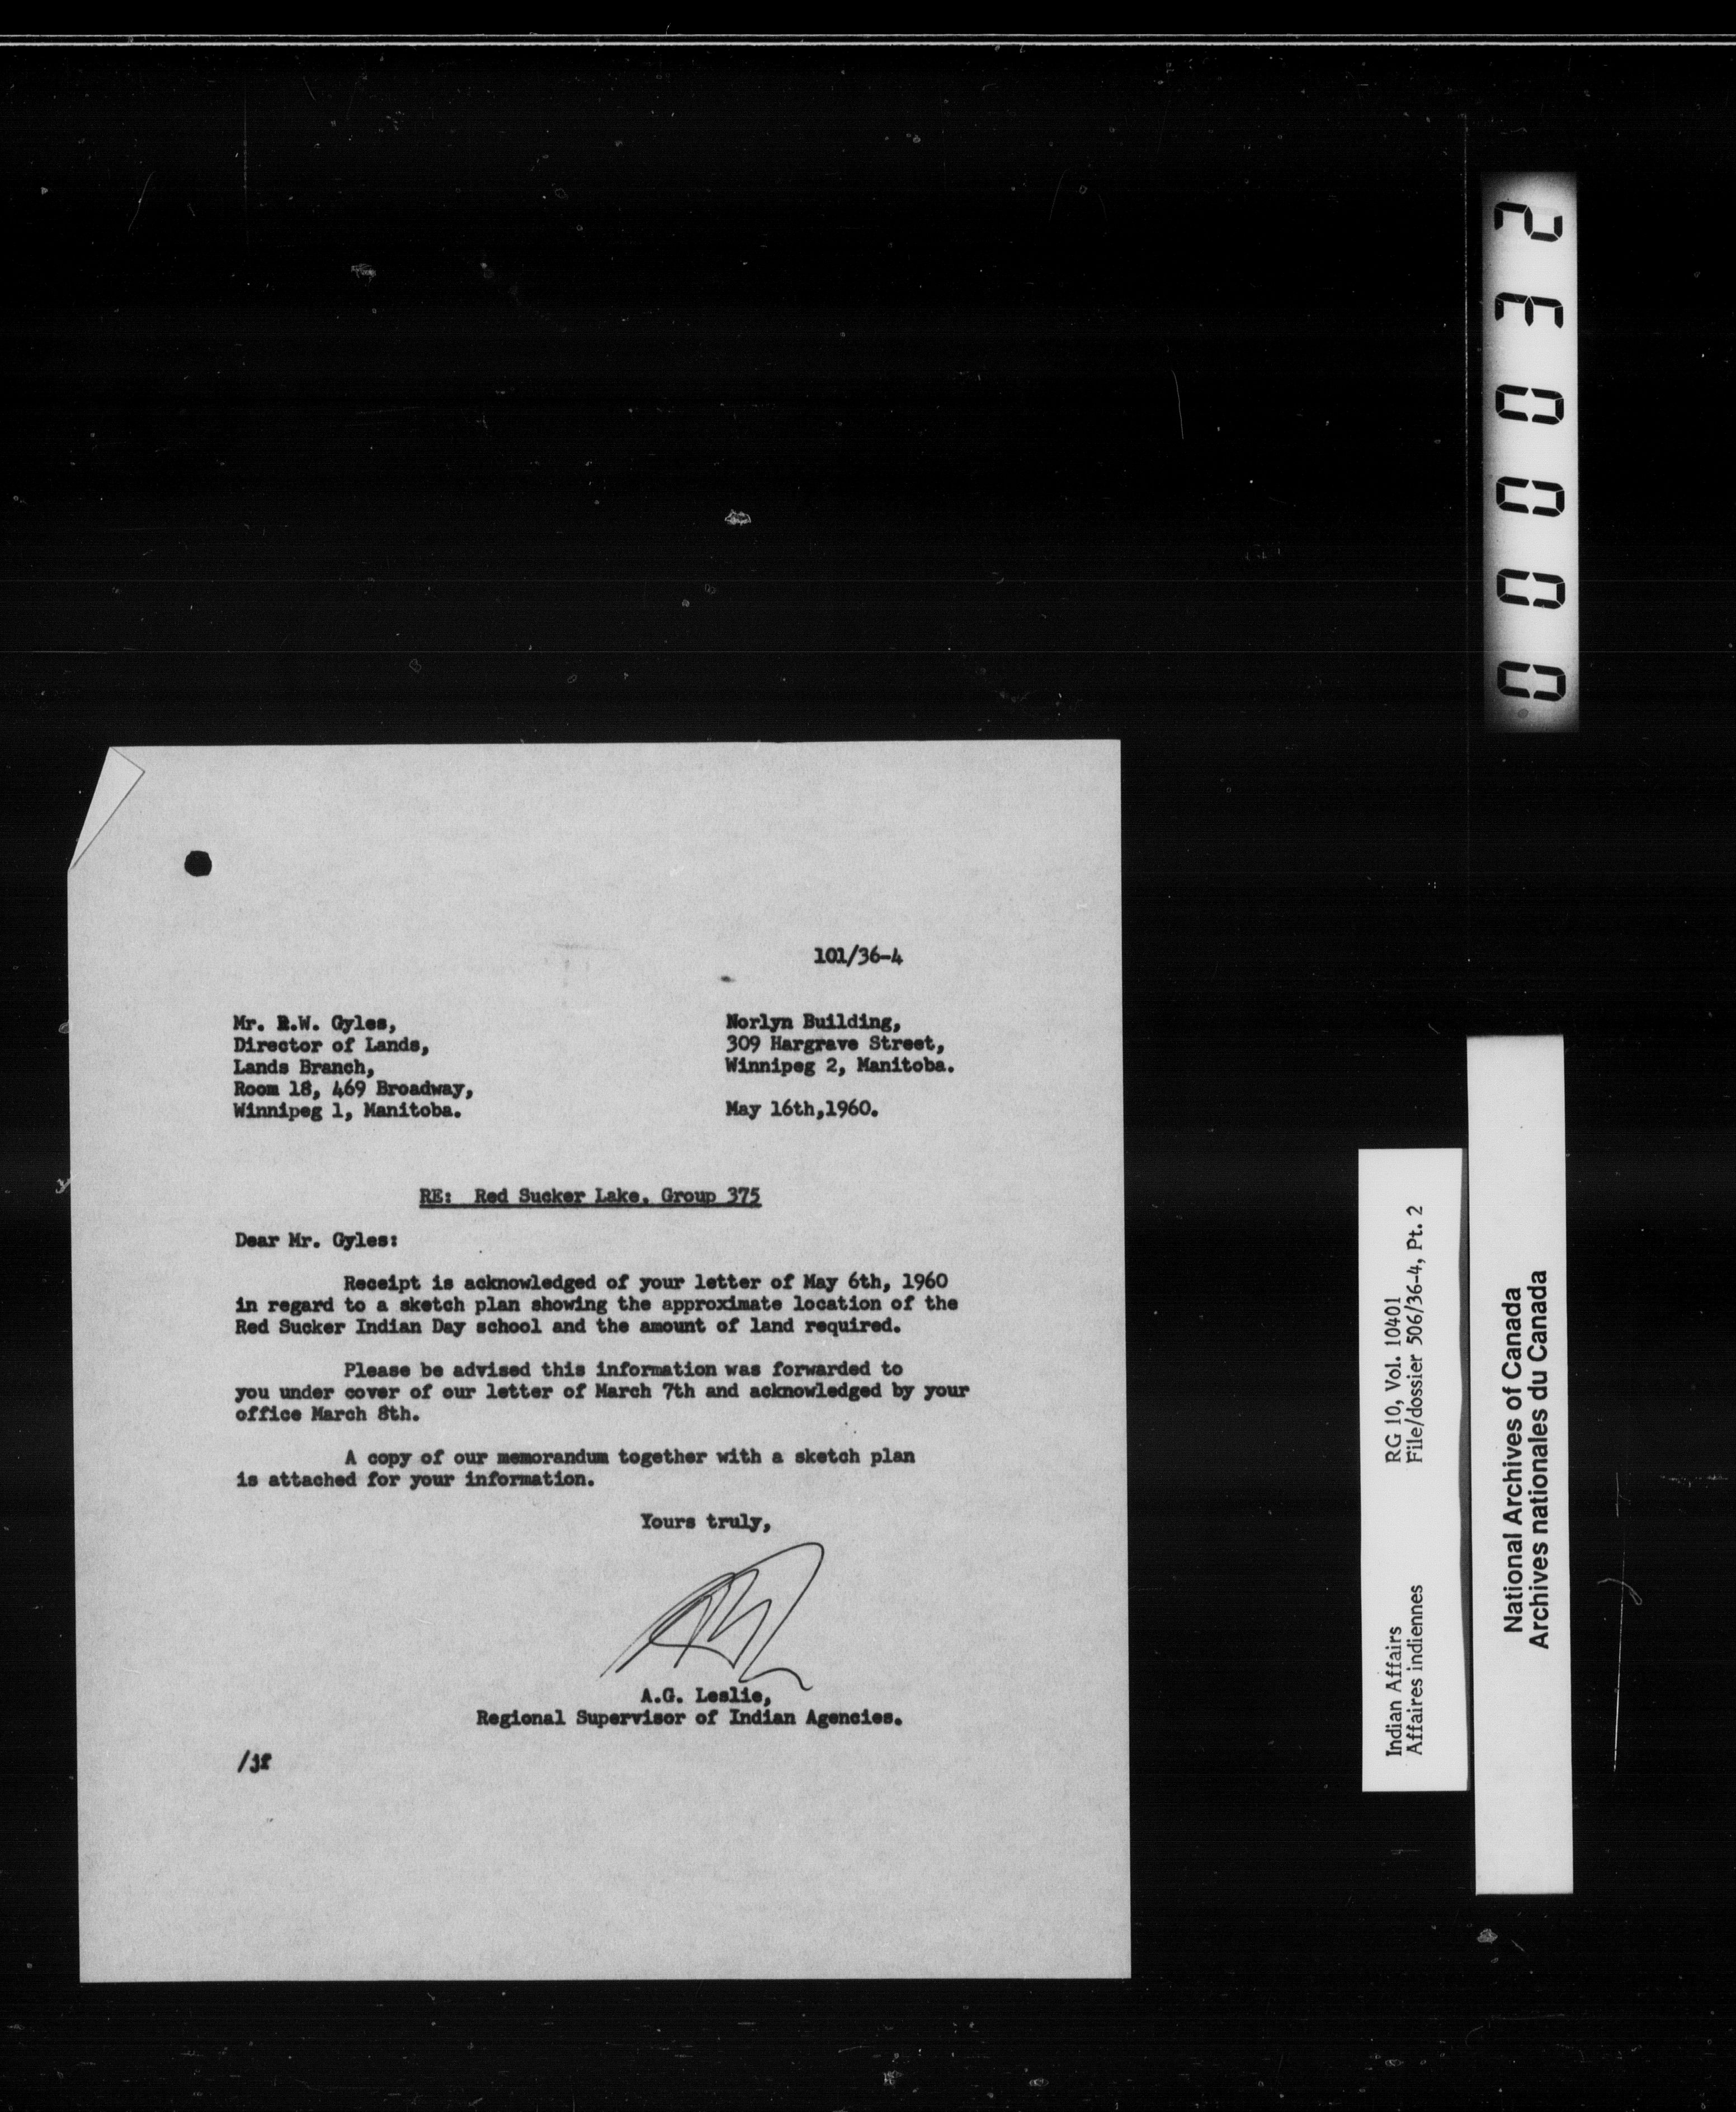 101/36-4
Mr. R.W. Gyles,
Director of Lands,
Lands Branch,
Room 18, 469 Broadway,
Winnipeg 1, Manitoba.
Norlyn Building,
309 Hargrave Street,
Winnipeg 2, Manitoba.
May 16th,1960.
RE: Red Sucker Lake, Group 375
Dear Mr. Gyles:
Receipt is acknowledged of your letter of May 6th, 1960
in regard to a sketch plan showing the approximate location of the
Red Sucker Indian Day school and the amount of land required.
Please be advised this information was forwarded to
you under cover of our letter of March 7th and acknowledged by your
office March 8th.
A copy of our memorandum together with a sketch plan
is attached for your information.
Yours truly,
A.G. Leslie,
Regional Supervisor of Indian Agencies.
/jf
000032
Indian Affairs RG 10, Vol. 10401
Affaires indiennes File/dossier 506/36-4, Pt. 2
National Archives of Canada
Archives nationales du Canada